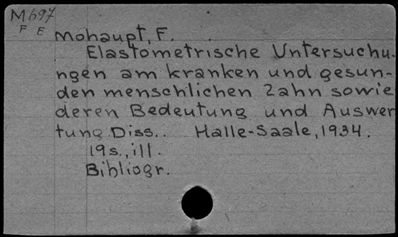 M697
F E
Mohaupt, F.
Elastometrische Untersuchu-
ngen am kranken und gesun-
den menschlichen Zahn sowie
deren Bedeutung und Auswer
tung Diss.. Halle-Saale, 1934.
19s., ill.
Bibliogr.